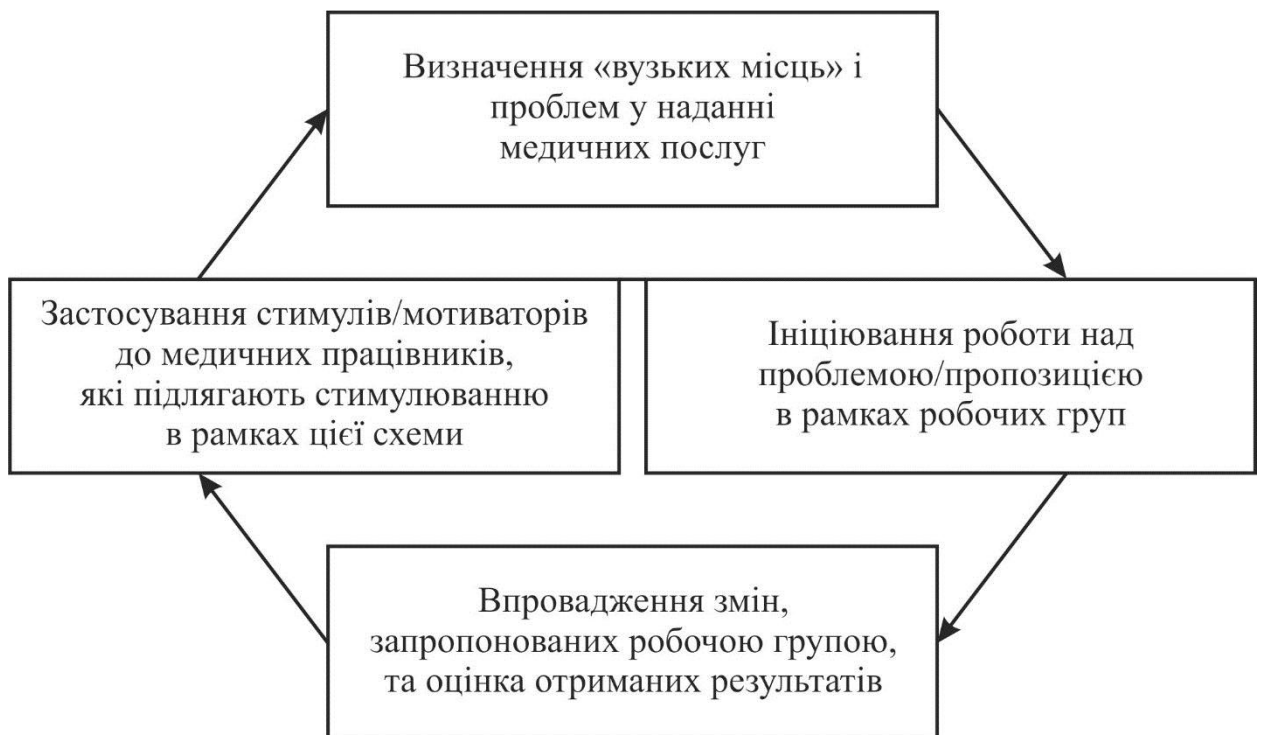 Визначення «вузьких місць» і
проблем у наданні
медичних послуг
Застосування стимулів/мотиваторів
до медичних працівників,
які підлягають стимулюванню
в рамках цієї схеми
Ініціювання роботи над
проблемою/пропозицією
в рамках робочих груп
Впровадження змін,
запропонованих робочою групою,
та оцінка отриманих результатів